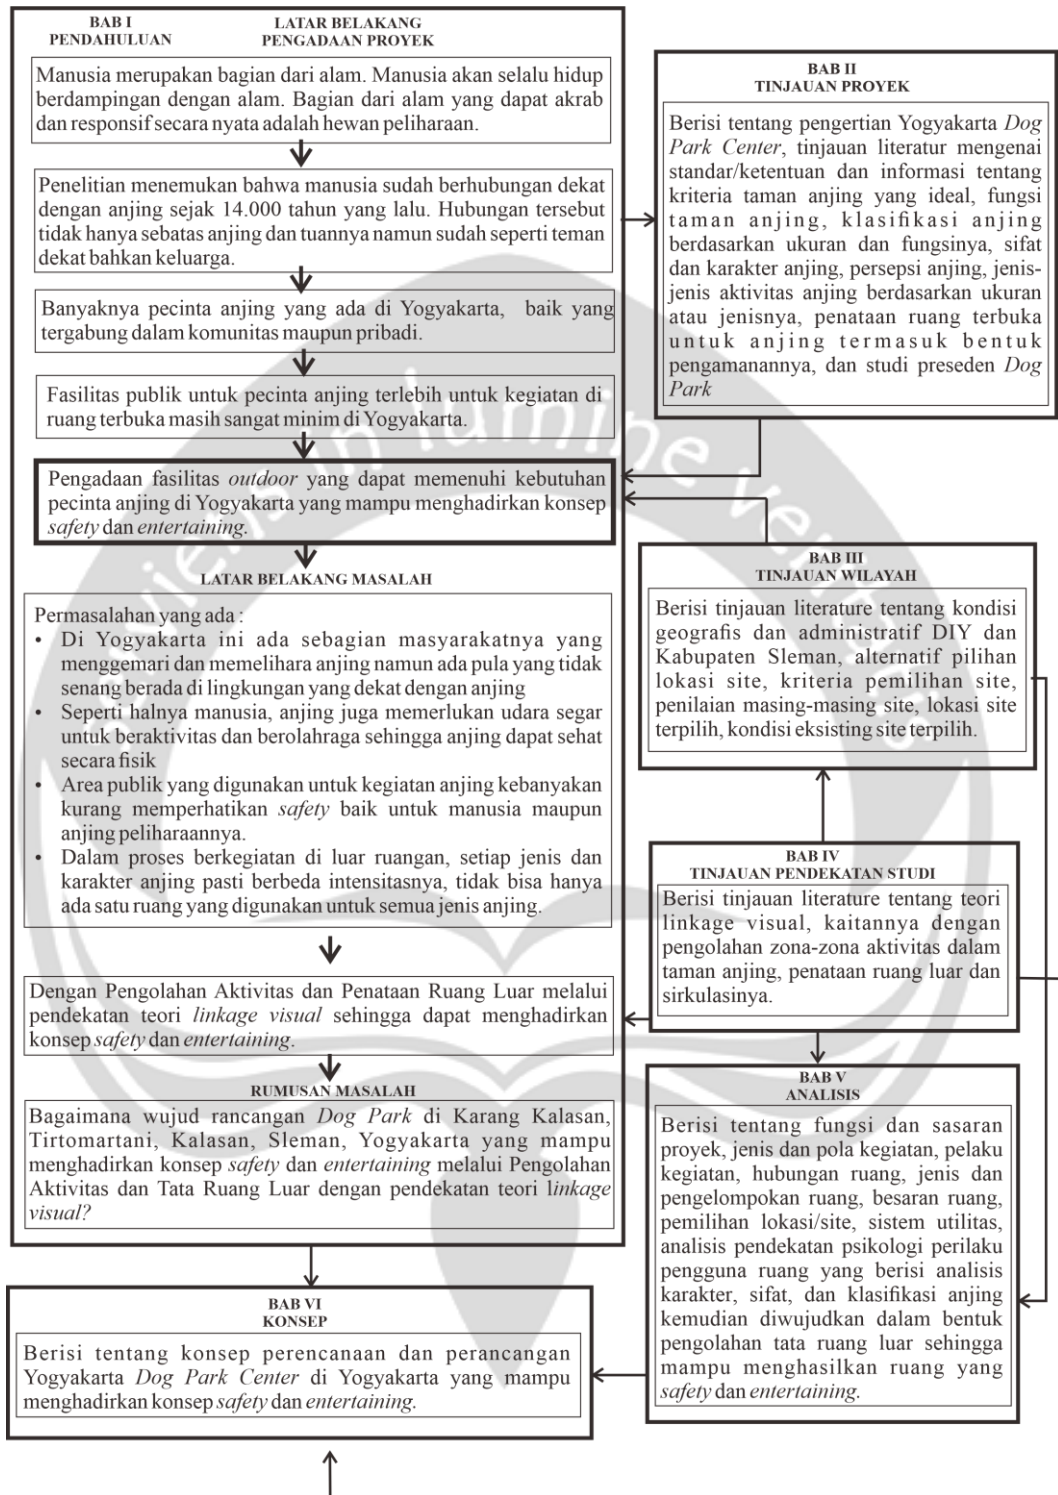 BAB I
PENDAHULUAN
LATAR BELAKANG
PENGADAAN PROYEK
Manusia merupakan bagian dari alam. Manusia akan selalu hidup
berdampingan dengan alam. Bagian dari alam yang dapat akrab
dan responsif secara nyata adalah hewan peliharaan.
Penelitian menemukan bahwa manusia sudah berhubungan dekat
dengan anjing sejak 14.000 tahun yang lalu. Hubungan tersebut
tidak hanya sebatas anjing dan tuannya namun sudah seperti teman
dekat bahkan keluarga.
Banyaknya pecinta anjing yang ada di Yogyakarta, baik yang
tergabung dalam komunitas maupun pribadi.
Fasilitas publik untuk pecinta anjing terlebih untuk kegiatan di
ruang terbuka masih sangat minim di Yogyakarta.
Pengadaan fasilitas outdoor yang dapat memenuhi kebutuhan
pecinta anjing di Yogyakarta yang mampu menghadirkan konsep
safety dan entertaining.
LATAR BELAKANG MASALAH
Permasalahan yang ada :
• Di Yogyakarta ini ada sebagian masyarakatnya yang
menggemari dan memelihara anjing namun ada pula yang tidak
senang berada di lingkungan yang dekat dengan anjing
• Seperti halnya manusia, anjing juga memerlukan udara segar
untuk beraktivitas dan berolahraga sehingga anjing dapat sehat
secara fisik
• Area publik yang digunakan untuk kegiatan anjing kebanyakan
kurang memperhatikan safety baik untuk manusia maupun
anjing peliharaannya.
• Dalam proses berkegiatan di luar ruangan, setiap jenis dan
karakter anjing pasti berbeda intensitasnya, tidak bisa hanya
ada satu ruang yang digunakan untuk semua jenis anjing.
Dengan Pengolahan Aktivitas dan Penataan Ruang Luar melalui
pendekatan teori linkage visual sehingga dapat menghadirkan
konsep safety dan entertaining.
RUMUSAN MASALAH
Bagaimana wujud rancangan Dog Park di Karang Kalasan,
Tirtomartani, Kalasan, Sleman, Yogyakarta yang mampu
menghadirkan konsep safety dan entertaining melalui Pengolahan
Aktivitas dan Tata Ruang Luar dengan pendekatan teori linkage
visual?
BAB II
TINJAUAN PROYEK
Berisi tentang pengertian Yogyakarta Dog
Park Center, tinjauan literatur mengenai
standar/ketentuan dan informasi tentang
kriteria taman anjing yang ideal, fungsi
taman anjing, klasifikasi anjing
berdasarkan ukuran dan fungsinya, sifat
dan karakter anjing, persepsi anjing, jenis-
jenis aktivitas anjing berdasarkan ukuran
atau jenisnya, penataan ruang terbuka
untuk anjing termasuk bentuk
pengamanannya, dan studi preseden Dog
Park
BAB III
TINJAUAN WILAYAH
Berisi tinjauan literature tentang kondisi
geografis dan administratif DIY dan
Kabupaten Sleman, alternatif pilihan
lokasi site, kriteria pemilihan site,
penilaian masing-masing site, lokasi site
terpilih, kondisi eksisting site terpilih.
BAB IV
TINJAUAN PENDEKATAN STUDI
Berisi tinjauan literature tentang teori
linkage visual, kaitannya dengan
pengolahan zona-zona aktivitas dalam
taman anjing, penataan ruang luar dan
sirkulasinya.
BAB V
ANALISIS
Berisi tentang fungsi dan sasaran
proyek, jenis dan pola kegiatan, pelaku
kegiatan, hubungan ruang, jenis dan
pengelompokan ruang, besaran ruang,
pemilihan lokasi/site, sistem utilitas,
analisis pendekatan psikologi perilaku
pengguna ruang yang berisi analisis
karakter, sifat, dan klasifikasi anjing
kemudian diwujudkan dalam bentuk
pengolahan tata ruang luar sehingga
mampu menghasilkan ruang yang
safety dan entertaining.
BAB VI
KONSEP
Berisi tentang konsep perencanaan dan perancangan
Yogyakarta Dog Park Center di Yogyakarta yang mampu
menghadirkan konsep safety dan entertaining.
serviens in lumine veritatis